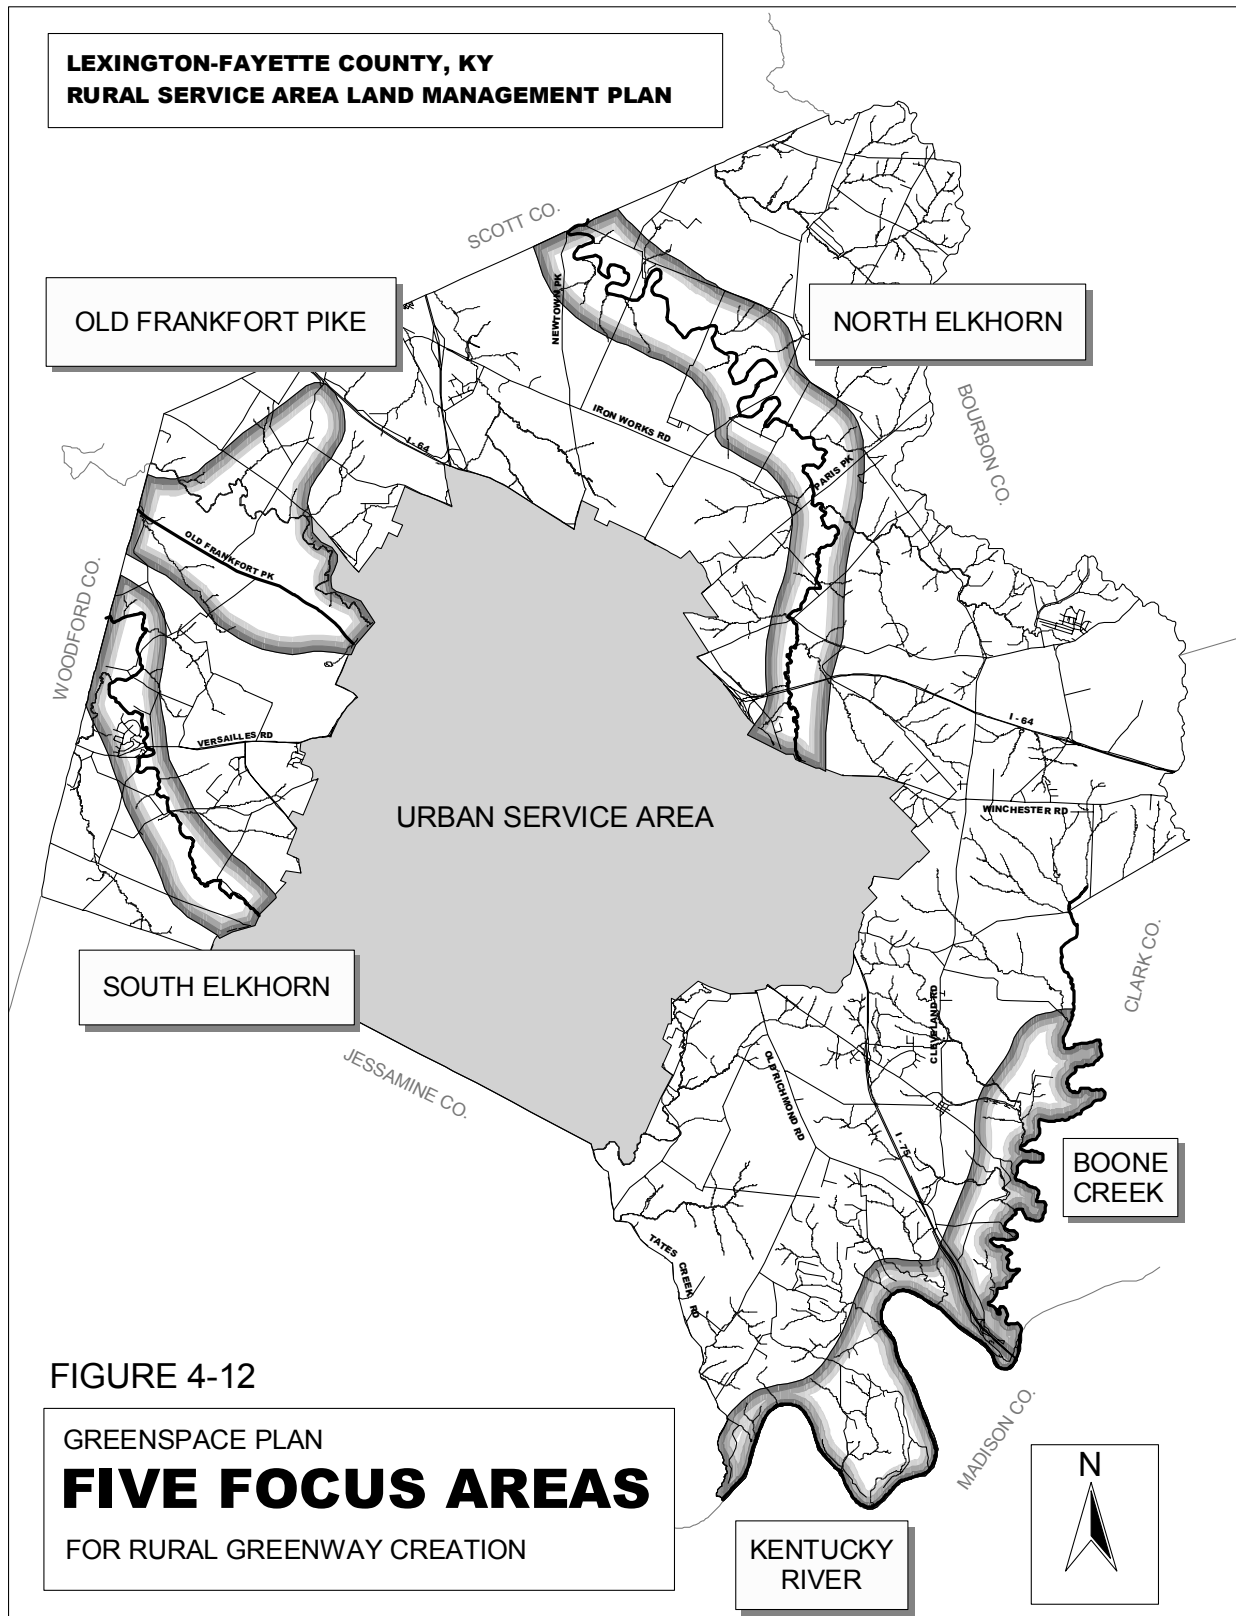 LEXINGTON-FAYETTE COUNTY, KY
RURAL SERVICE AREA LAND MANAGEMENT PLAN
SCOTT CO.
OLD FRANKFORT PIKE
NEWTOWN PK
NORTH ELKHORN
IRON WORKS RD
BOURBON CO.
I - 64
PARIS PK
OLD FRANKFORT PK
WOODFORD CO.
VERSAILLES RD
I - 64
URBAN SERVICE AREA
WINCHESTER RD
SOUTH ELKHORN
CLARK CO.
CLEVELAND RD
JESSAMINE CO.
OLD RICHMOND RD
I - 75
BOONE
CREEK
TATES CREEK RD
FIGURE 4-12
MADISON CO.
GREENSPACE PLAN
FIVE FOCUS AREAS
FOR RURAL GREENWAY CREATION
N
KENTUCKY
RIVER